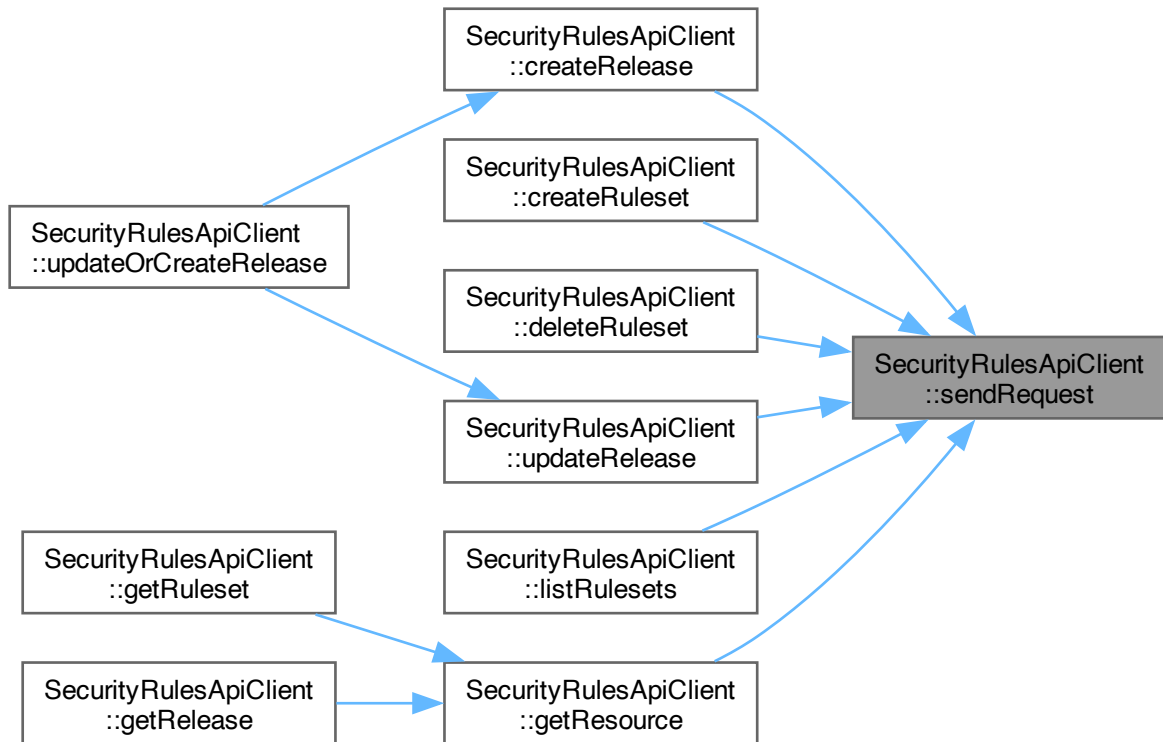 SecurityRulesApiClient
::createRelease
SecurityRulesApiClient
::createRuleset
SecurityRulesApiClient
::updateOrCreateRelease
SecurityRulesApiClient
::deleteRuleset
SecurityRulesApiClient
::sendRequest
SecurityRulesApiClient
::updateRelease
SecurityRulesApiClient
::getRuleset
SecurityRulesApiClient
::listRulesets
SecurityRulesApiClient
::getRelease
SecurityRulesApiClient
::getResource